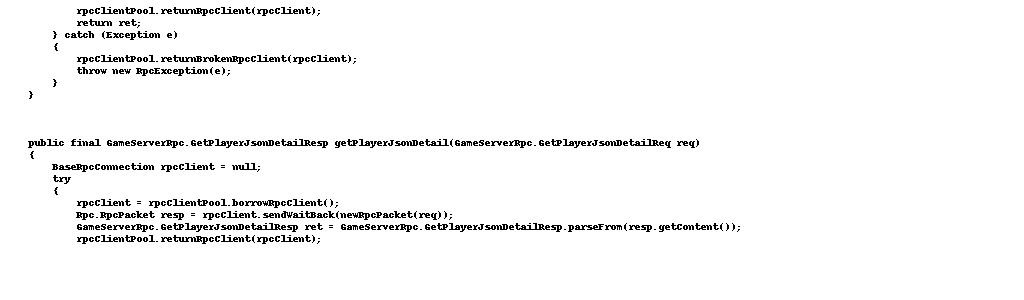 rpcClientPool.returnRpcClient(rpcClient);
return ret;
} catch (Exception e)
{
rpcClientPool.returnBrokenRpcClient(rpcClient);
throw new RpcException(e);
}
}
public final GameServerRpc.GetPlayerJsonDetailResp getPlayerJsonDetail(GameServerRpc.GetPlayerJsonDetailReq req)
{
BaseRpcConnection rpcClient = null;
try
{
rpcClient = rpcClientPool.borrowRpcClient();
Rpc.RpcPacket resp = rpcClient.sendWaitBack(newRpcPacket(req));
GameServerRpc.GetPlayerJsonDetailResp ret = GameServerRpc.GetPlayerJsonDetailResp.parseFrom(resp.getContent());
rpcClientPool.returnRpcClient(rpcClient);